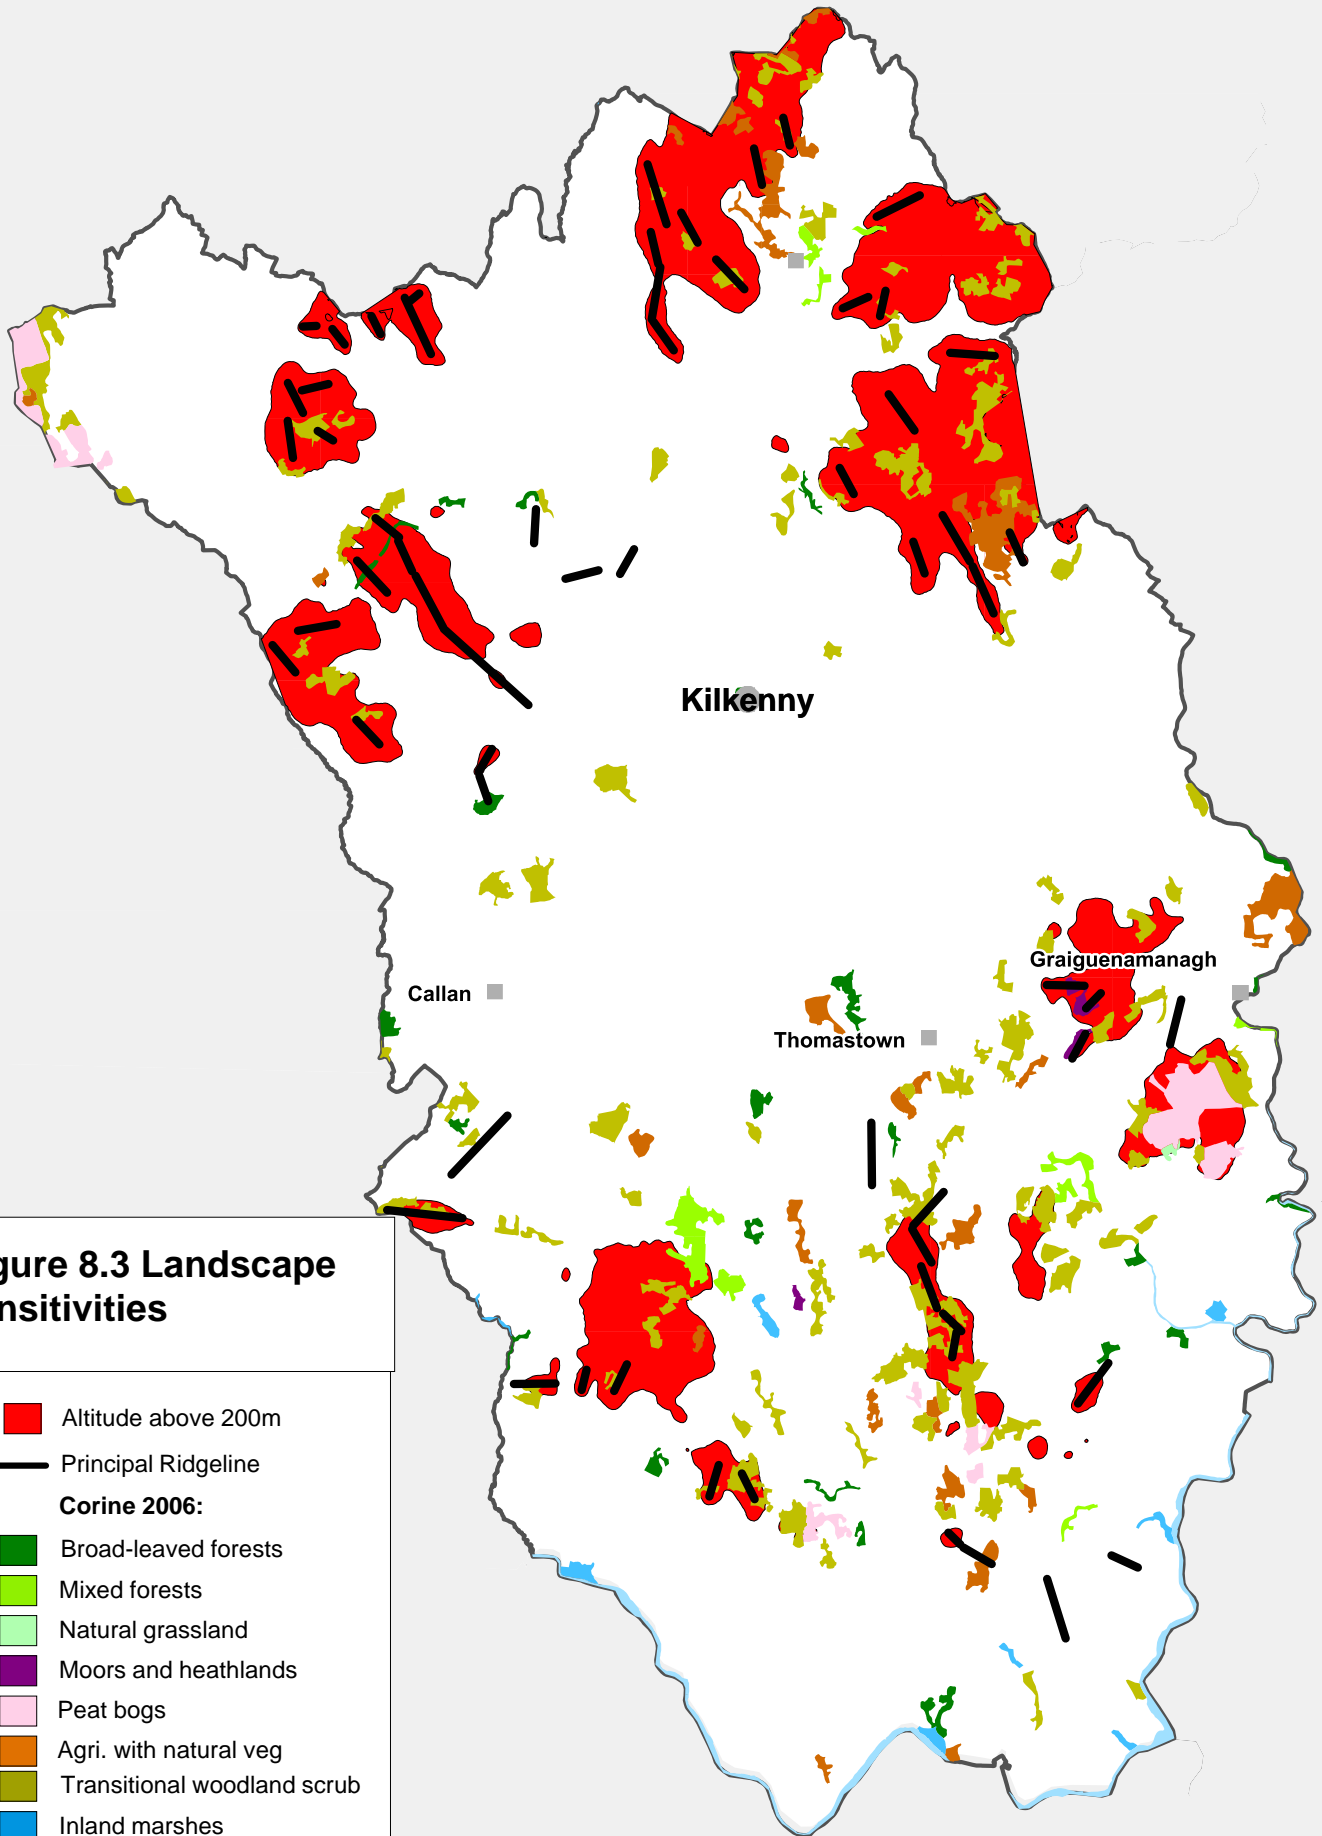 Kilkenny
Graiguenamanagh
Callan
Thomastown
gure 8.3 Landscape
nsitivities
Altitude above 200m
Principal Ridgeline
Corine 2006:
Broad-leaved forests
Mixed forests
Natural grassland
Moors and heathlands
Peat bogs
Agri. with natural veg
Transitional woodland scrub
Inland marshes